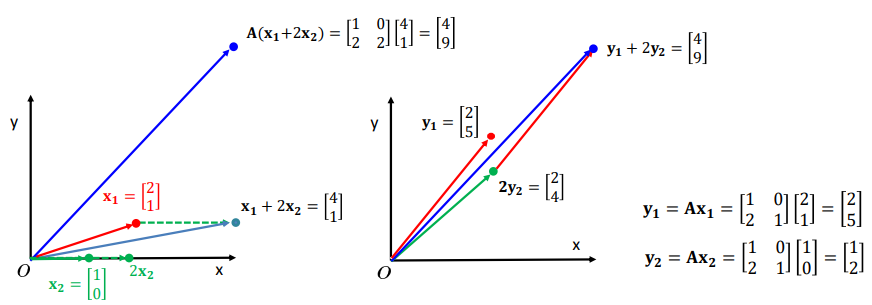 A(x₁+2x₂) = [1 0; 2 2] [4; 1] = [4; 9]
y
x₁ = [2; 1]
x₁ + 2x₂ = [4; 1]
O
x₂ = [1; 0]
2x₂
x
y₁ + 2y₂ = [4; 9]
y
y₁ = [2; 5]
2y₂ = [2; 4]
x
O
y₁ = Ax₁ = [1 0; 2 1] [2; 1] = [2; 5]
y₂ = Ax₂ = [1 0; 2 1] [1; 0] = [1; 2]